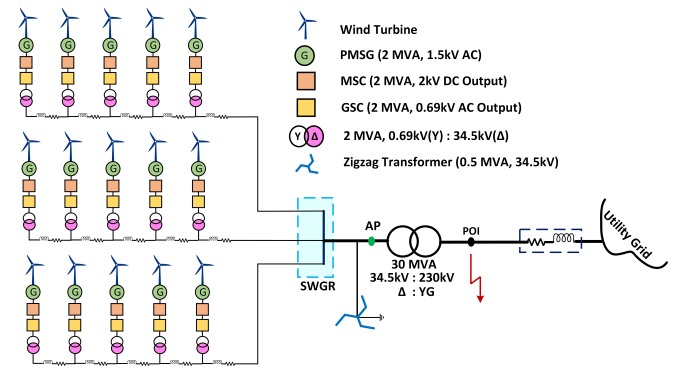 Wind Turbine
G
PMSG (2 MVA, 1.5kV AC)
MSC (2 MVA, 2kV DC Output)
GSC (2 MVA, 0.69kV AC Output)
Y Δ
2 MVA, 0.69kV(Y) : 34.5kV(Δ)
Zigzag Transformer (0.5 MVA, 34.5kV)
G G G G G
G G G G G
G G G G G
SWGR
AP
30 MVA
34.5kV : 230kV
Δ : YG
POI
Utility Grid